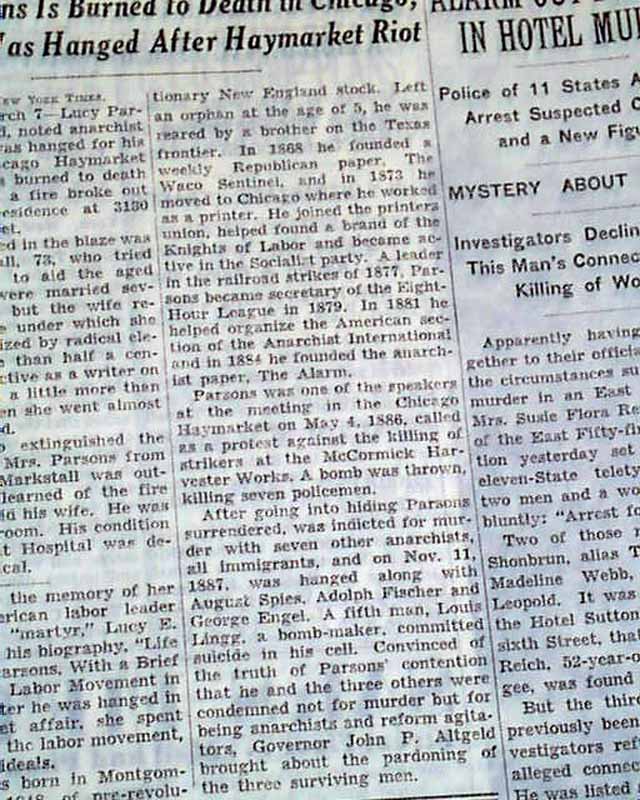 ns Is Burned to Death in Chicago;
as Hanged After Haymarket Riot
EW YORK TIMES.
rch 7—Lucy Par-
d, noted anarchist
as hanged for his
cago Haymarket
s burned to death
a fire broke out
esidence at 3130
et.
ed in the blaze was
all, 73, who tried
to aid the aged
were married sev-
but the wife re-
e under which she
ized by radical ele-
e than half a cen-
ctive as a writer on
a little more than
en she went almost
d.
o extinguished the
Mrs. Parsons from
Markstall was out-
learned of the fire
id his wife. He was
room. His condition
t Hospital was de-
ical.
the memory of her
erican labor leader
"martyr," Lucy E.
his biography, "Life
arsons, With a Brief
Labor Movement in
ter he was hanged in
et affair, she spent
the labor movement,
ideals.
s born in Montgom-
of pre-revolu-
tionary New England stock. Left
an orphan at the age of 5, he was
reared by a brother on the Texas
frontier. In 1868 he founded a
weekly Republican paper, The
Waco Sentinel, and in 1873 he
moved to Chicago where he worked
as a printer. He joined the printers
union, helped found a brand of the
Knights of Labor and became ac-
tive in the Socialist party. A leader
in the railroad strikes of 1877, Par-
sons became secretary of the Eight-
Hour League in 1879. In 1881 he
helped organize the American sec-
tion of the Anarchist International
and in 1884 he founded the anarch-
ist paper, The Alarm.
Parsons was one of the speakers
at the meeting in the Chicago
Haymarket on May 4, 1886, called
as a protest against the killing of
strikers at the McCormick Har-
vester Works. A bomb was thrown,
killing seven policemen.
After going into hiding Parsons
surrendered, was indicted for mur-
der with seven other anarchists,
all immigrants, and on Nov. 11,
1887, was hanged along with
August Spies, Adolph Fischer and
George Engel. A fifth man, Louis
Lingg, a bomb-maker, committed
suicide in his cell. Convinced of
the truth of Parsons' contention
that he and the three others were
condemned not for murder but for
being anarchists and reform agita-
tors, Governor John P. Altgeld
brought about the pardoning of
the three surviving men.
ALARM
IN HOTEL MU
Police of 11 States A
Arrest Suspected
and a New Fig
MYSTERY ABOUT
Investigators Declin
This Man's Connec
Killing of Wo
Apparently having
gether to their offici
the circumstances su
murder in an East
Mrs. Susie Flora Re
of the East Fifty-fi
tion yesterday set
eleven-State telety
two men and a wo
bluntly: "Arrest fo
Two of those
Shonbrun, alias T
Madeline Webb,
Leopold. It was
the Hotel Sutton
sixth Street, tha
Reich, 52-year-o
gee, was found
But the thir
previously been
vestigators ref
alleged connec
He was listed